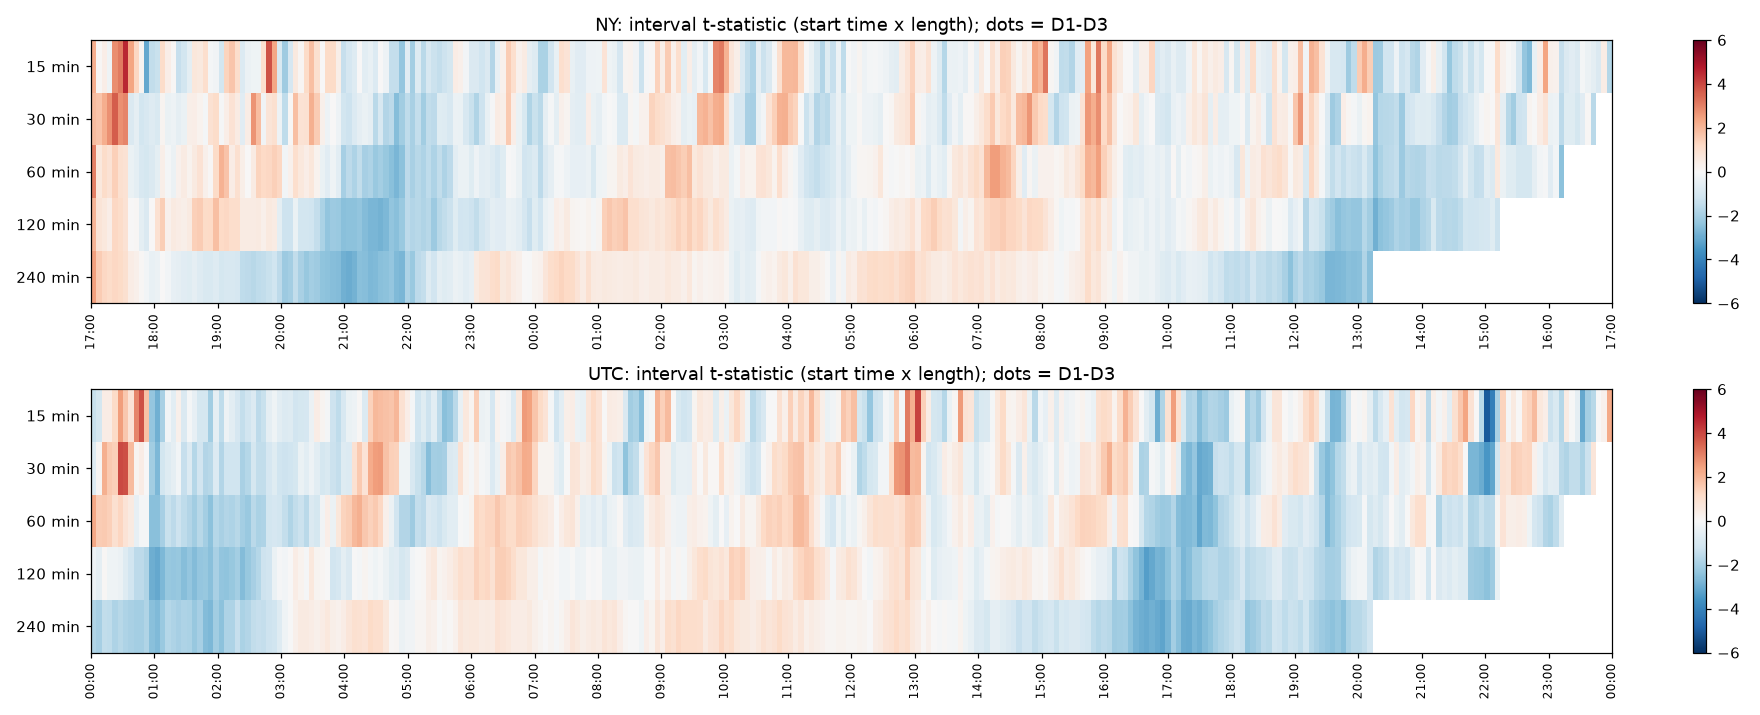 NY: interval t-statistic (start time x length); dots = D1-D3
15 min
30 min
60 min
120 min
240 min
17:00 18:00 19:00 20:00 21:00 22:00 23:00 00:00 01:00 02:00 03:00 04:00 05:00 06:00 07:00 08:00 09:00 10:00 11:00 12:00 13:00 14:00 15:00 16:00 17:00
6
4
2
0
−2
−4
−6
UTC: interval t-statistic (start time x length); dots = D1-D3
15 min
30 min
60 min
120 min
240 min
00:00 01:00 02:00 03:00 04:00 05:00 06:00 07:00 08:00 09:00 10:00 11:00 12:00 13:00 14:00 15:00 16:00 17:00 18:00 19:00 20:00 21:00 22:00 23:00 00:00
6
4
2
0
−2
−4
−6